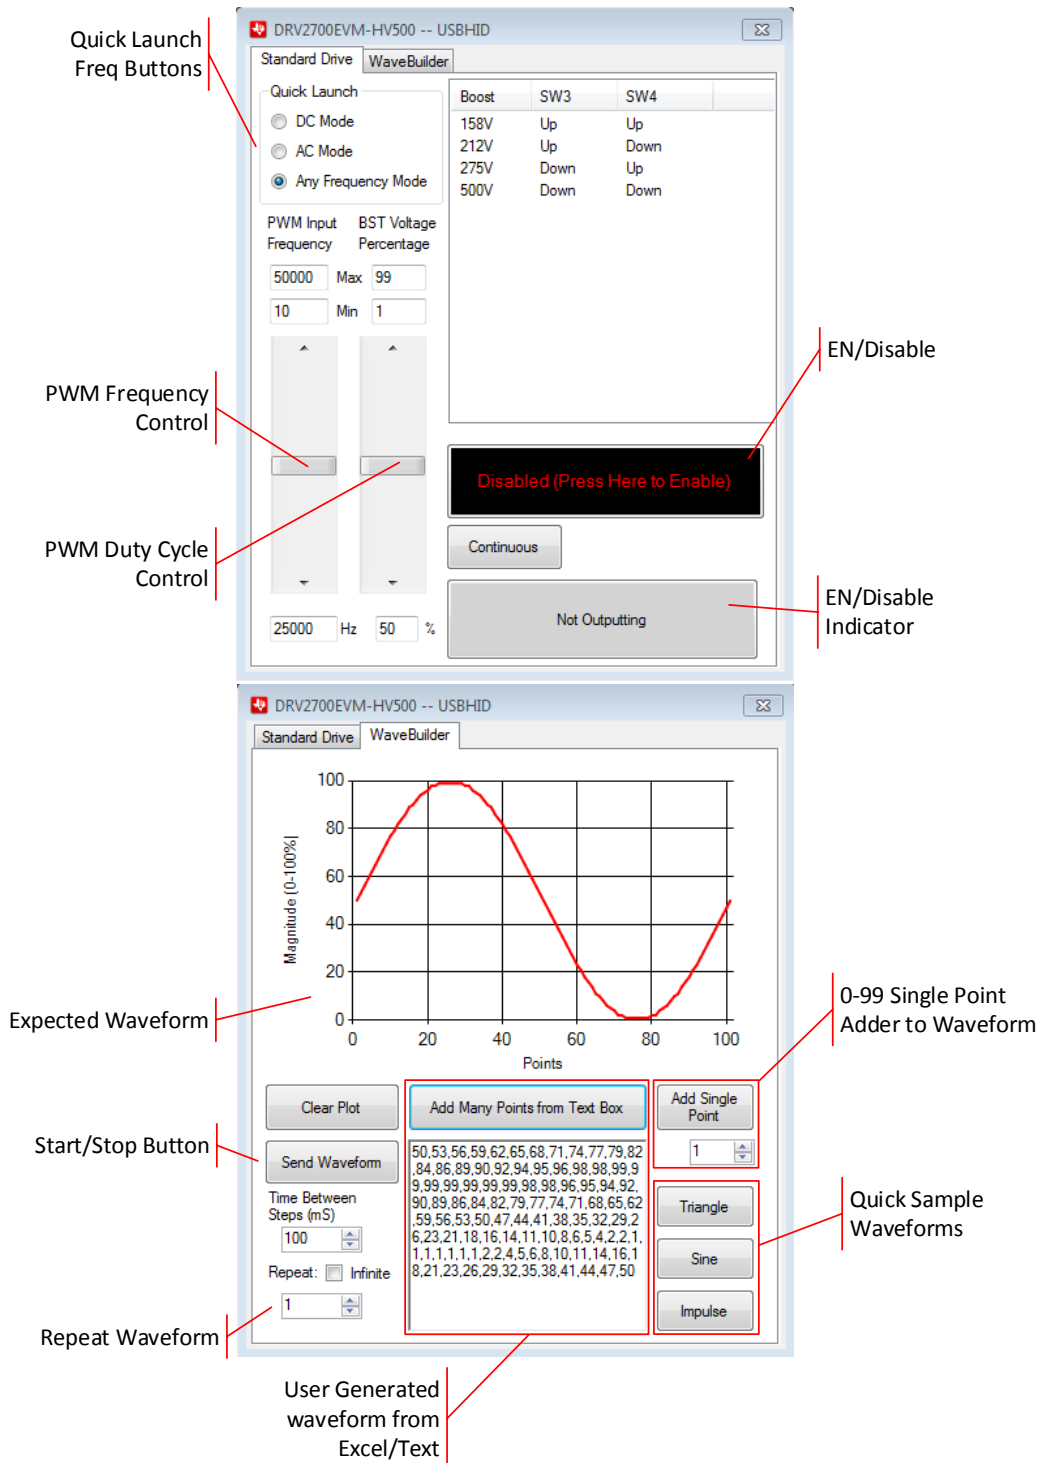 Quick Launch
Freq Buttons
DRV2700EVM-HV500 -- USBHID
Standard Drive
WaveBuilder
Quick Launch
DC Mode
AC Mode
Any Frequency Mode
Boost SW3 SW4
158V Up Up
212V Up Down
275V Down Up
500V Down Down
PWM Input
Frequency
BST Voltage
Percentage
50000 Max 99
10 Min 1
EN/Disable
PWM Frequency
Control
Disabled (Press Here to Enable)
PWM Duty Cycle
Control
Continuous
EN/Disable
Indicator
Not Outputting
25000 Hz 50 %
DRV2700EVM-HV500 -- USBHID
Standard Drive
WaveBuilder
100
80
60
40
20
0
Magnitude (0-100%)
0 20 40 60 80 100
Points
Expected Waveform
0-99 Single Point
Adder to Waveform
Clear Plot
Add Many Points from Text Box
Add Single
Point
1
Start/Stop Button
Send Waveform
50,53,56,59,62,65,68,71,74,77,79,82
,84,86,89,90,92,94,95,96,98,98,99,9
9,99,99,99,99,99,98,98,96,95,94,92,
90,89,86,84,82,79,77,74,71,68,65,62
,59,56,53,50,47,44,41,38,35,32,29,2
6,23,21,18,16,14,11,10,8,6,5,4,2,2,1,
1,1,1,1,1,1,2,2,4,5,6,8,10,11,14,16,1
8,21,23,26,29,32,35,38,41,44,47,50
Time Between
Steps (mS)
100
Repeat: Infinite
1
Triangle
Sine
Impulse
Quick Sample
Waveforms
Repeat Waveform
User Generated
waveform from
Excel/Text